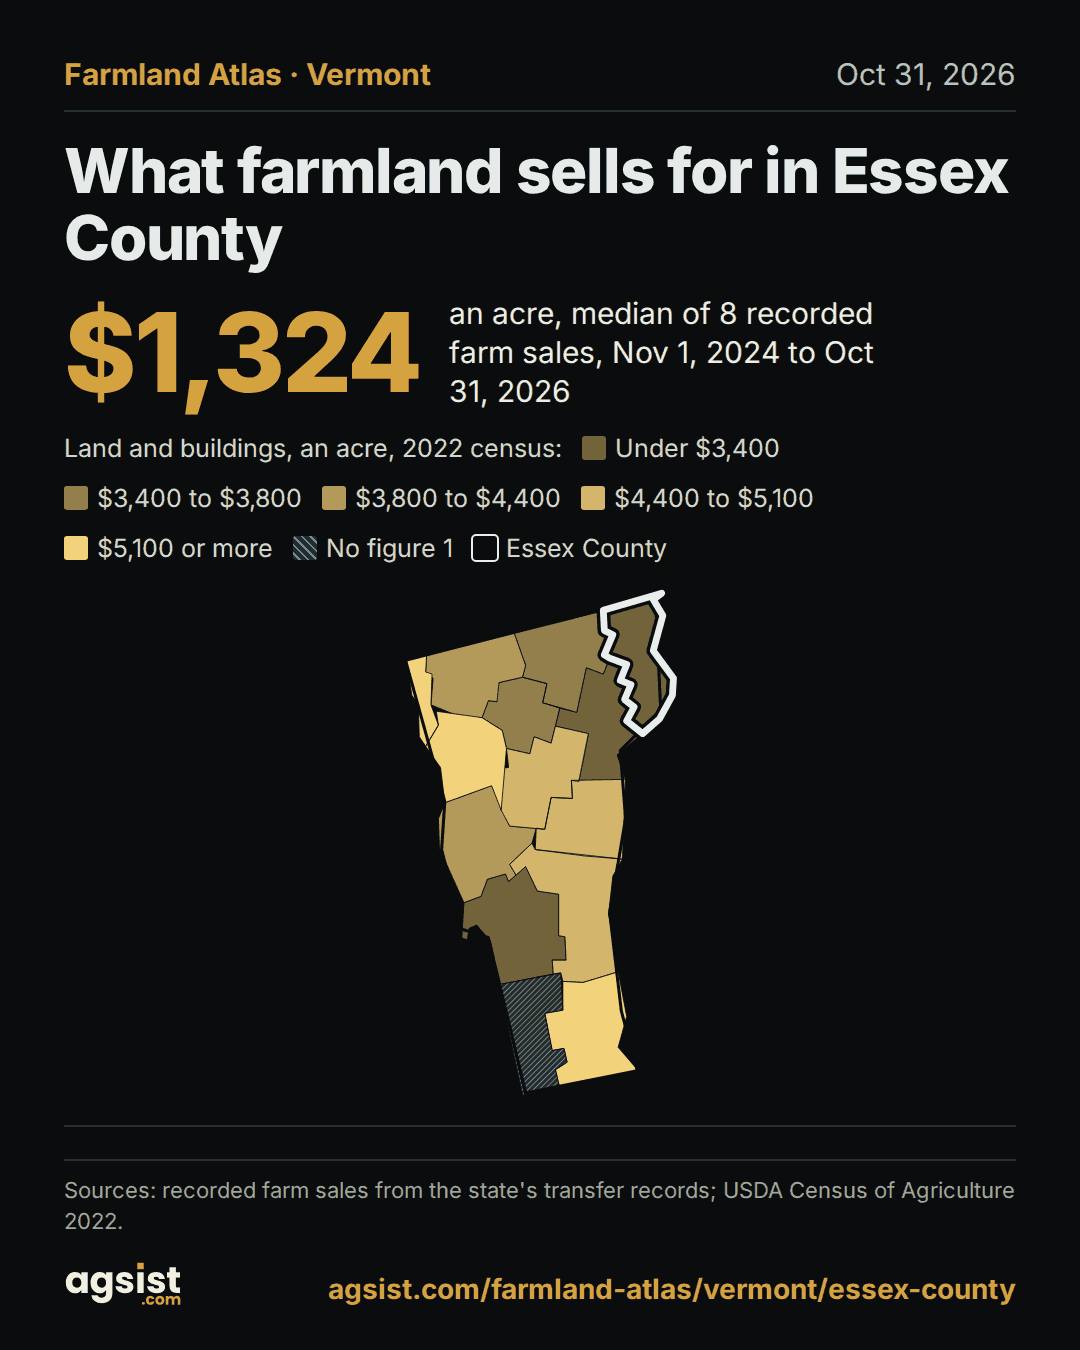 Farmland Atlas · Vermont
Oct 31, 2026
What farmland sells for in Essex
County
$1,324
an acre, median of 8 recorded
farm sales, Nov 1, 2024 to Oct
31, 2026
Land and buildings, an acre, 2022 census: Under $3,400
$3,400 to $3,800 $3,800 to $4,400 $4,400 to $5,100
$5,100 or more No figure 1 Essex County
Sources: recorded farm sales from the state's transfer records; USDA Census of Agriculture
2022.
agsist
.com
agsist.com/farmland-atlas/vermont/essex-county